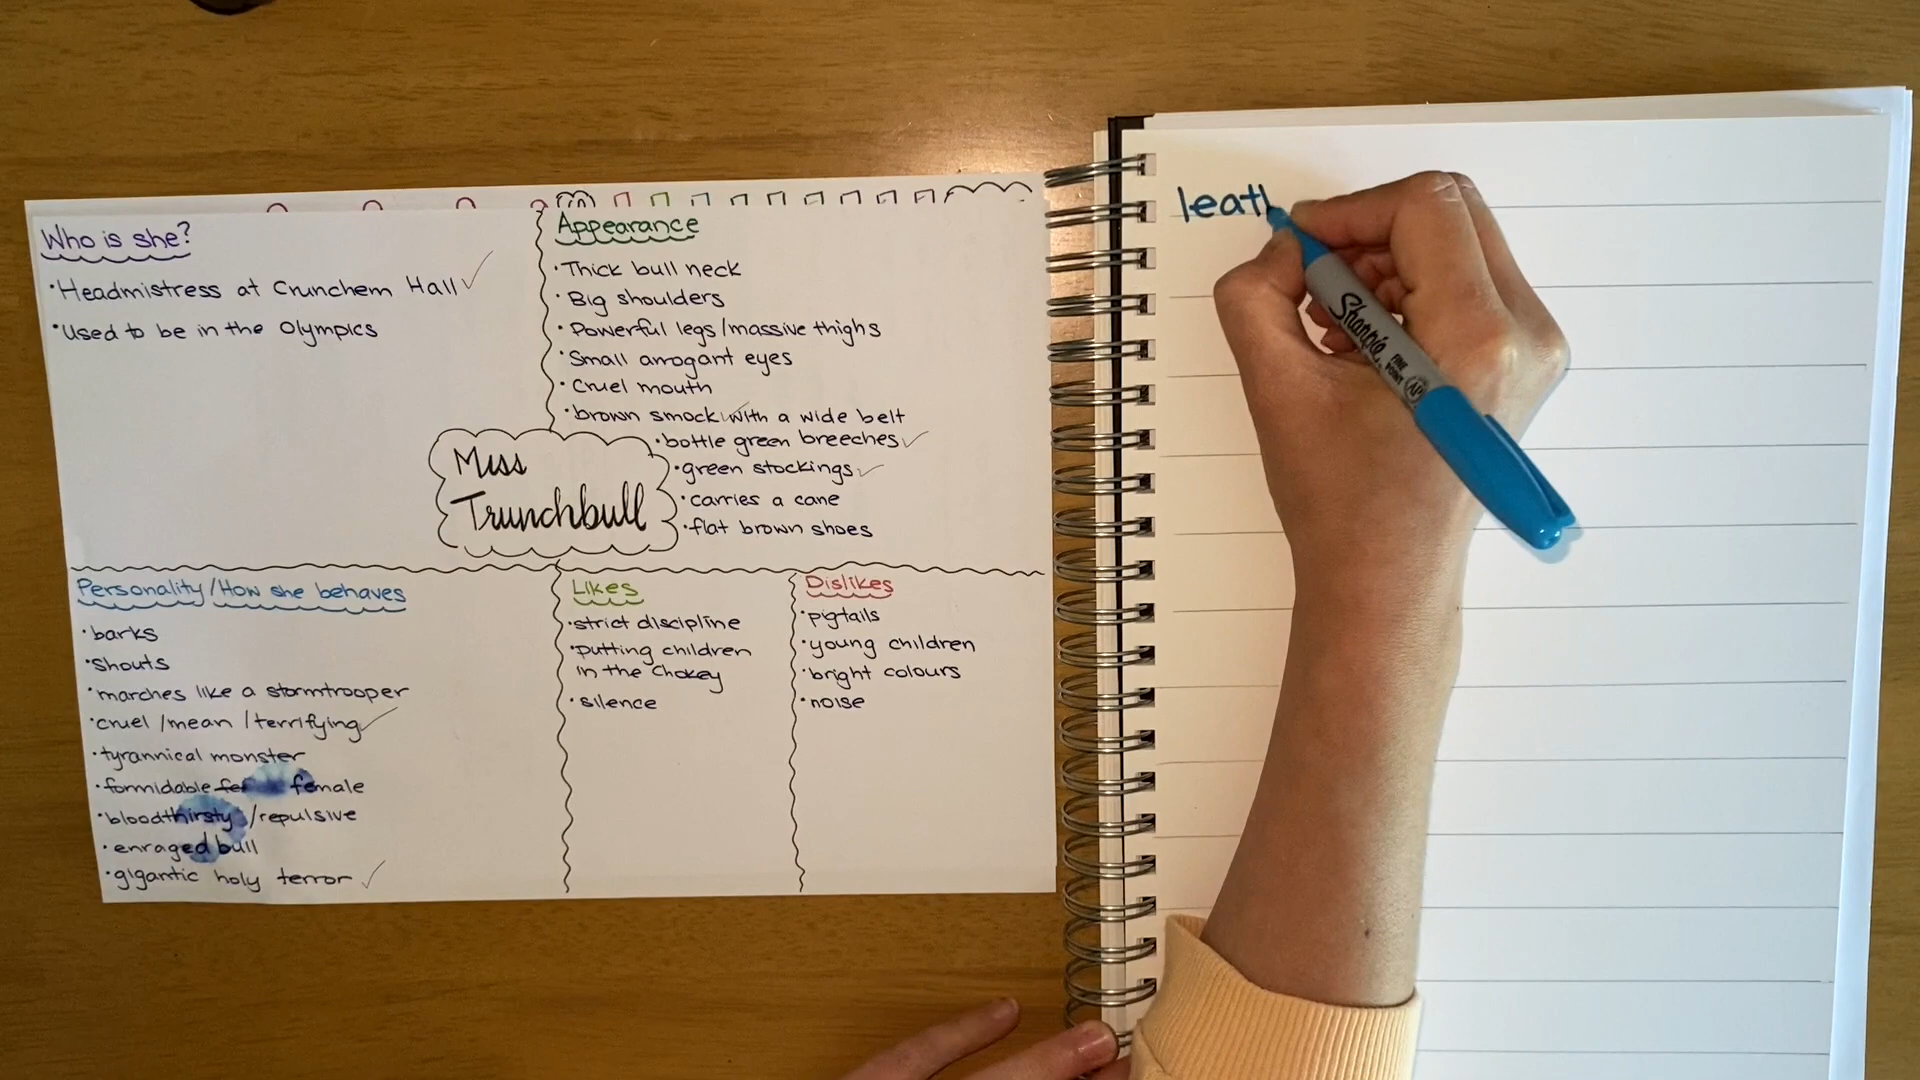 Who is she?
·Headmistress at Crunchem Hall ✓
·Used to be in the Olympics
Appearance
·Thick bull neck
·Big shoulders
·Powerful legs/massive thighs
·Small arrogant eyes
·Cruel mouth
·brown smock with a wide belt
·bottle green breeches ✓
·green stockings ✓
·carries a cane
·flat brown shoes
Miss
Trunchbull
Personality/How she behaves
·barks
·Shouts
·marches like a stormtrooper
·cruel/mean/terrifying ✓
·tyrannical monster
·formidable female
·bloodthirsty/repulsive
·enraged bull
·gigantic holy terror ✓
Likes
·strict discipline
·putting children
in the Chokey
·silence
Dislikes
·pigtails
·young children
·bright colours
·noise
leath
Sharpie
FINE
POINT
AP